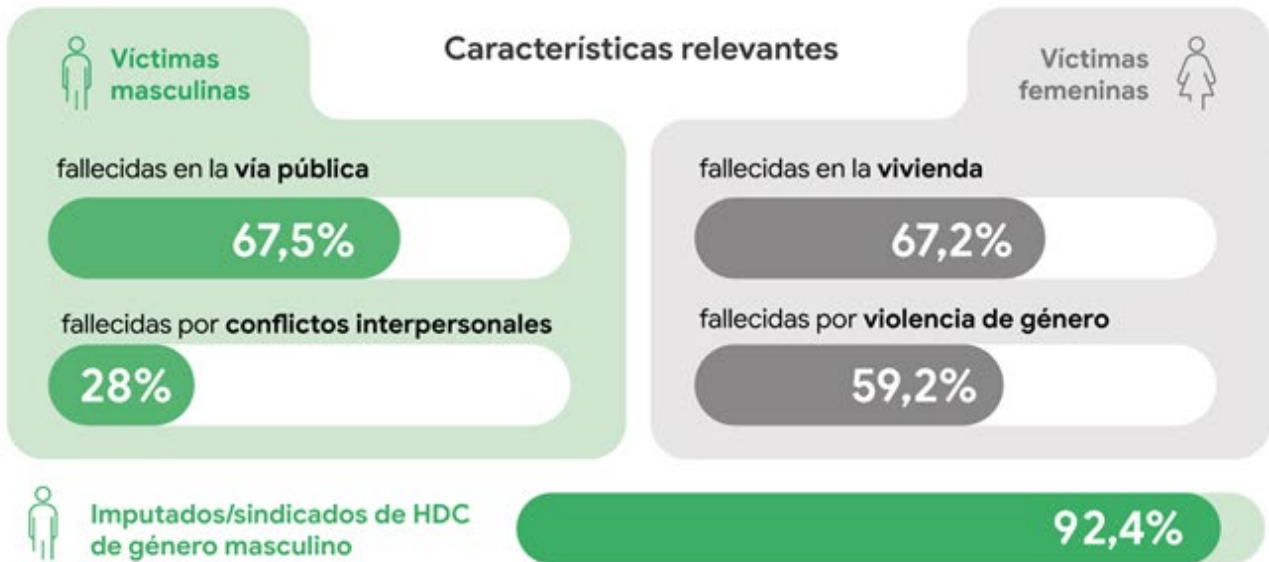 Características relevantes
Víctimas
masculinas
fallecidas en la vía pública
67,5%
fallecidas por conflictos interpersonales
28%
Víctimas
femeninas
fallecidas en la vivienda
67,2%
fallecidas por violencia de género
59,2%
Imputados/sindicados de HDC
de género masculino
92,4%